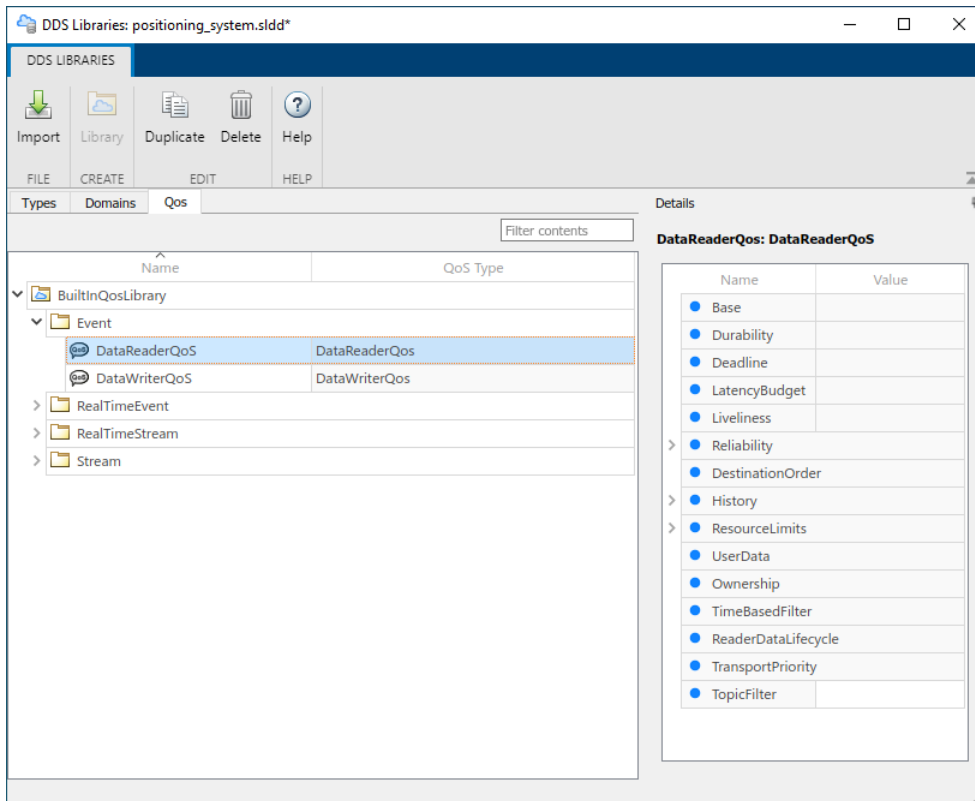 DDS Libraries: positioning_system.sldd*
DDS LIBRARIES
Import Library Duplicate Delete Help
FILE CREATE EDIT HELP
Types Domains Qos
Filter contents
Name QoS Type
BuiltInQosLibrary
Event
QoS DataReaderQoS DataReaderQos
QoS DataWriterQoS DataWriterQos
RealTimeEvent
RealTimeStream
Stream
Details
DataReaderQos: DataReaderQoS
Name Value
Base
Durability
Deadline
LatencyBudget
Liveliness
Reliability
DestinationOrder
History
ResourceLimits
UserData
Ownership
TimeBasedFilter
ReaderDataLifecycle
TransportPriority
TopicFilter